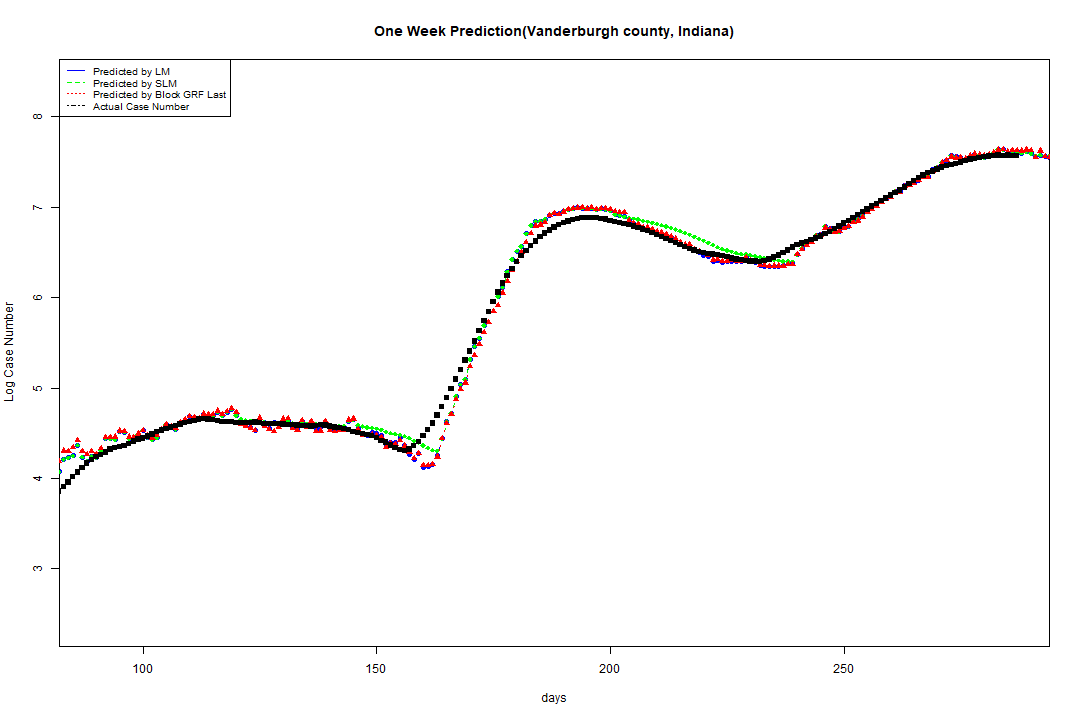 One Week Prediction(Vanderburgh county, Indiana)
Predicted by LM
Predicted by SLM
Predicted by Block GRF Last
Actual Case Number
8
7
6
5
4
3
Log Case Number
100 150 200 250
days